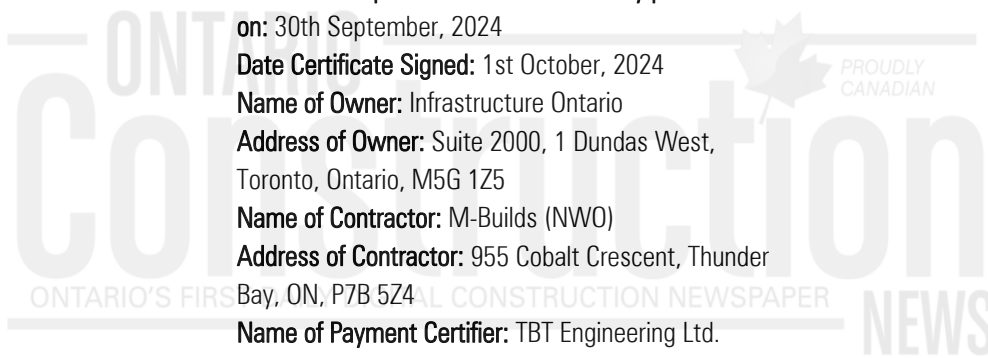 on: 30th September, 2024
Date Certificate Signed: 1st October, 2024
Name of Owner: Infrastructure Ontario
Address of Owner: Suite 2000, 1 Dundas West,
Toronto, Ontario, M5G 1Z5
Name of Contractor: M-Builds (NWO)
Address of Contractor: 955 Cobalt Crescent, Thunder
Bay, ON, P7B 5Z4
Name of Payment Certifier: TBT Engineering Ltd.
ONTARIO
Construction
PROUDLY
CANADIAN
ONTARIO'S CONSTRUCTION NEWSPAPER
NEWS